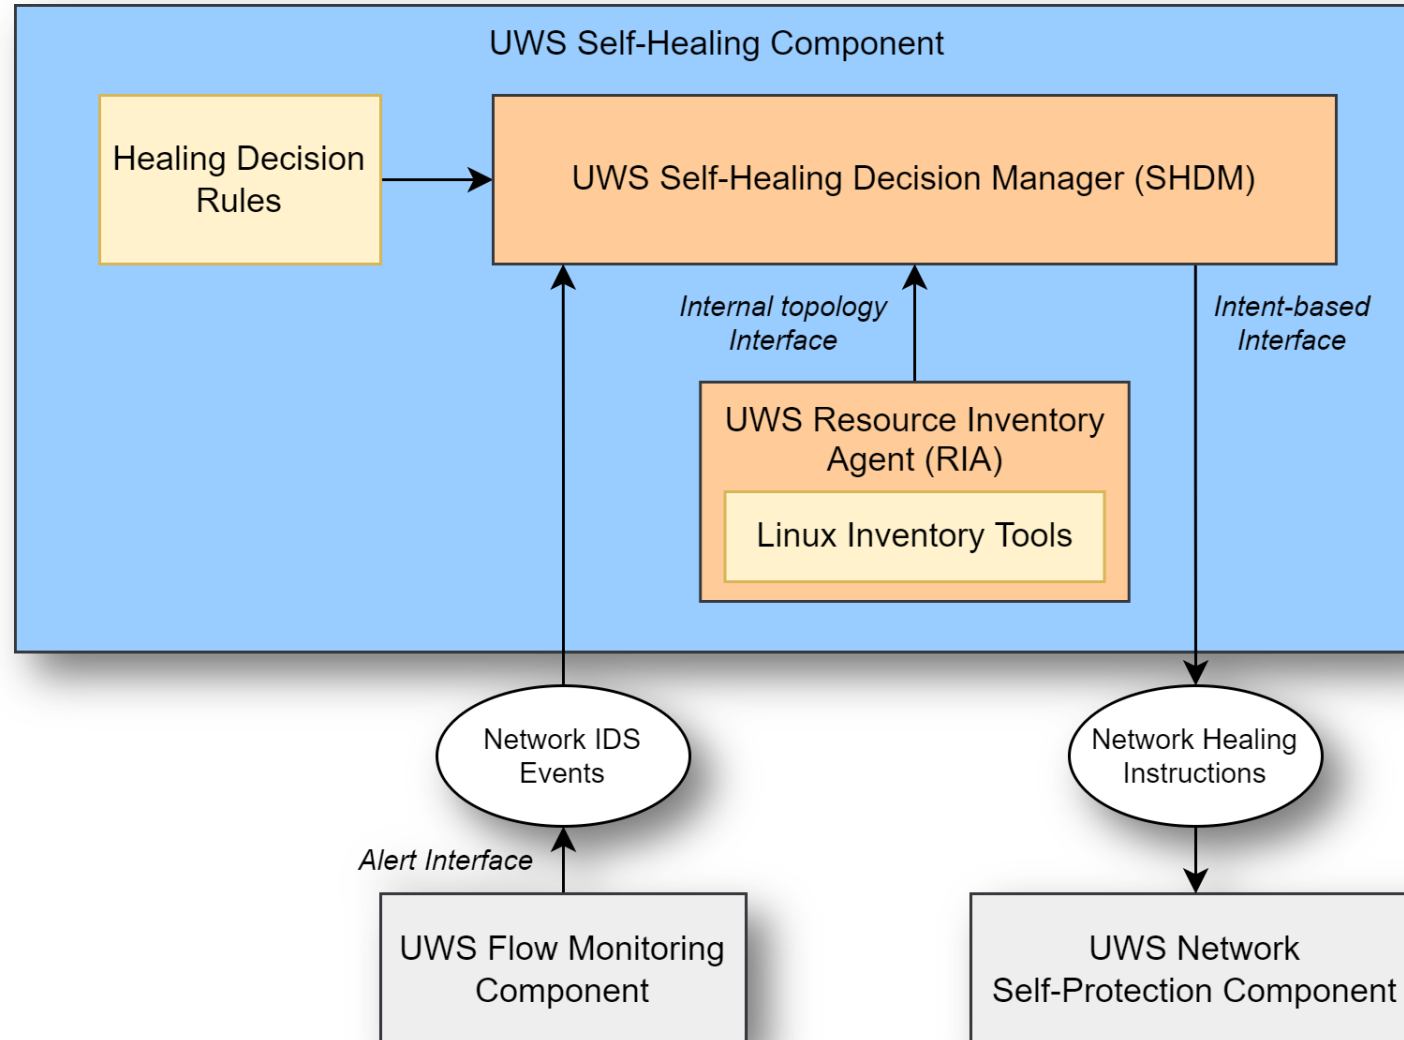 UWS Self-Healing Component
Healing Decision
Rules
UWS Self-Healing Decision Manager (SHDM)
Internal topology
Interface
Intent-based
Interface
UWS Resource Inventory
Agent (RIA)
Linux Inventory Tools
Network IDS
Events
Network Healing
Instructions
Alert Interface
UWS Flow Monitoring
Component
UWS Network
Self-Protection Component